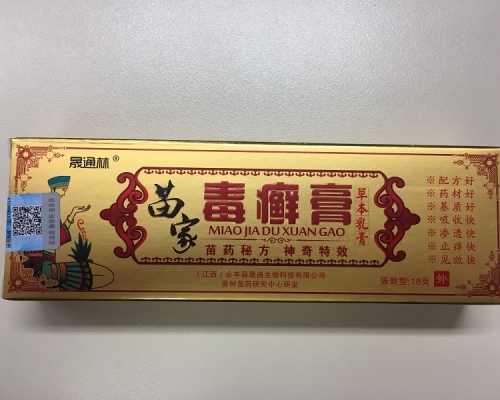 晟通林®
苗家
毒癣膏
草本乳膏
MIAO JIA DU XUAN GAO
苗药秘方 神奇特效
(江西)永丰县晟通生物科技有限公司
贵州苗药研究中心研发
※配方好
※药材好
※基质好
※吸收快
※渗透快
※止痒快
※见效快
强效型:18克 外